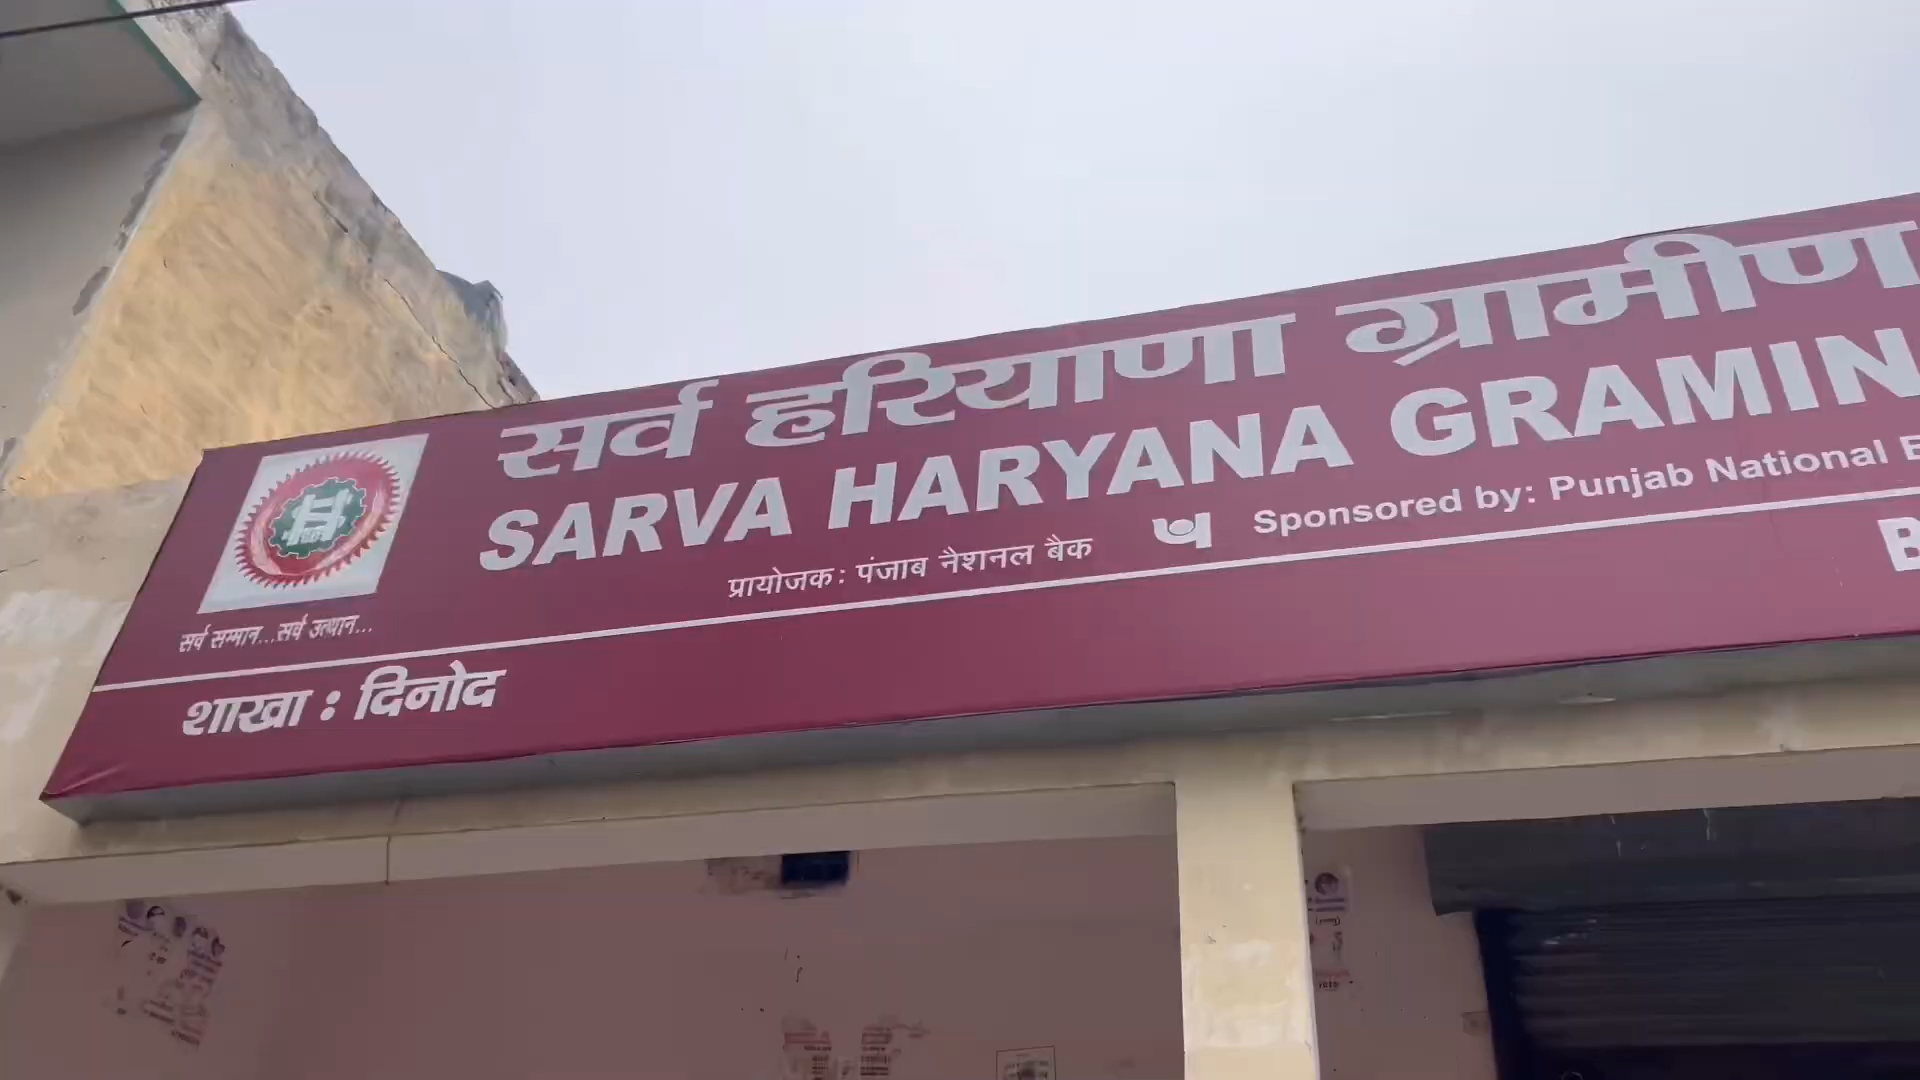 सर्व हरियाणा ग्रामीण
SARVA HARYANA GRAMIN
प्रायोजक: पंजाब नैशनल बैंक
Sponsored by: Punjab National
सर्व सम्मान...सर्व उत्थान...
शाखा : दिनोद